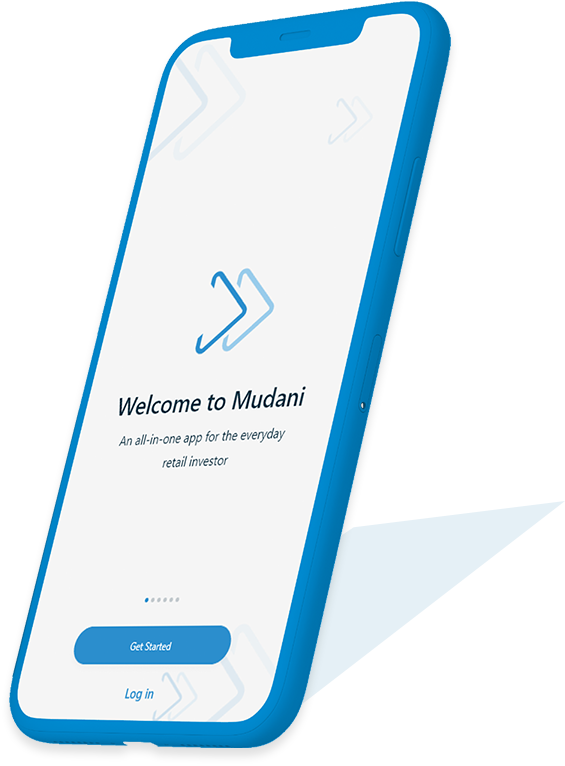 Welcome to Mudani
An all-in-one app for the everyday
retail investor
Get Started
Log in